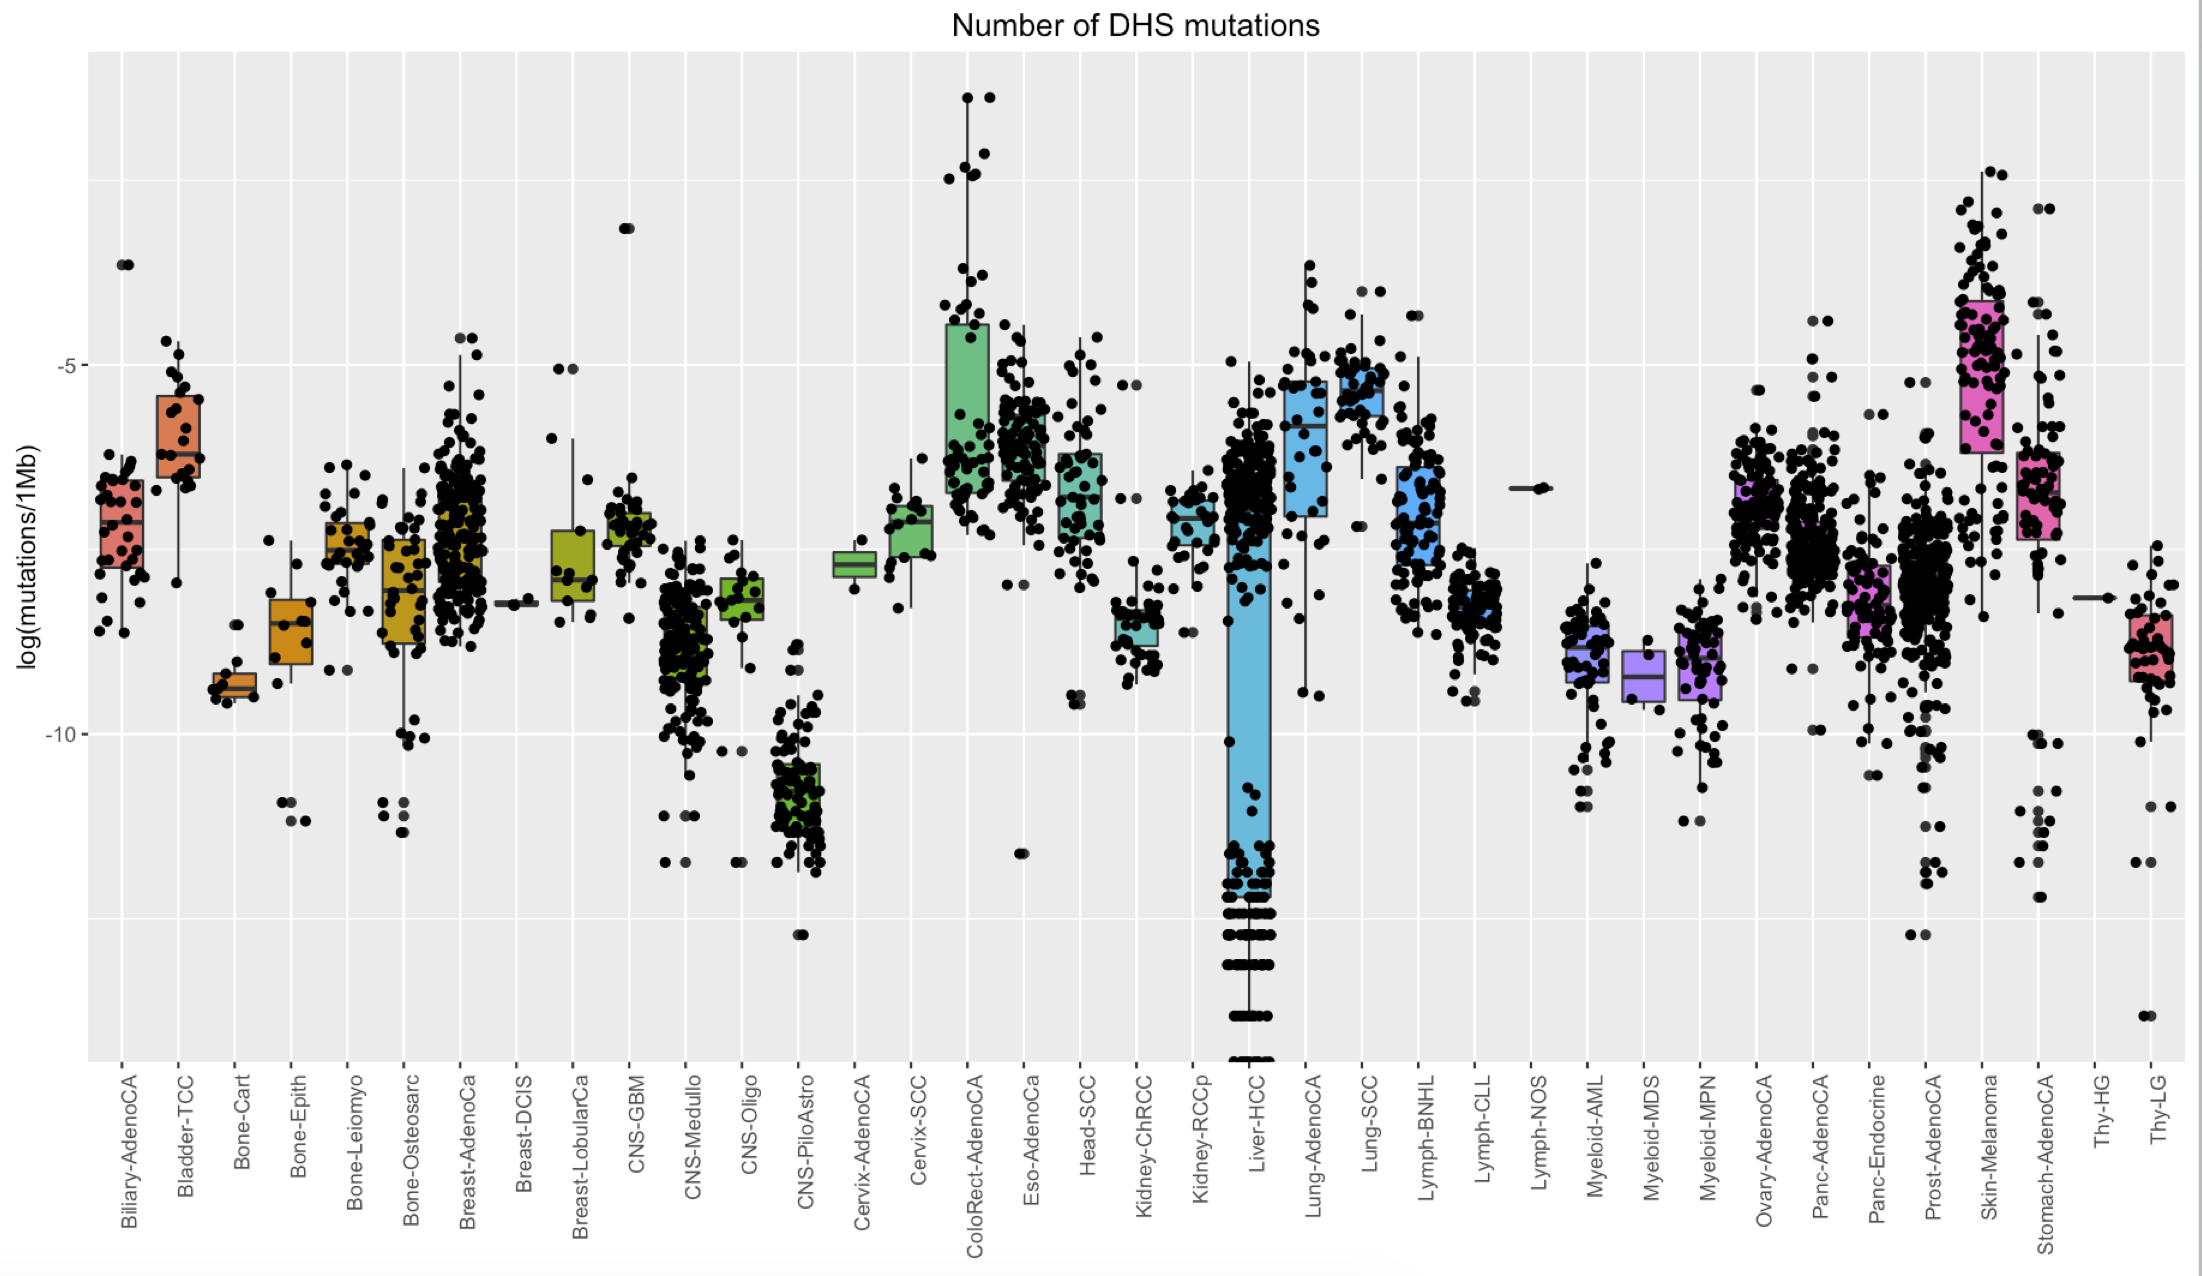 Number of DHS mutations
log(mutations/1Mb)
-5
-10
Biliary-AdenoCA
Bladder-TCC
Bone-Cart
Bone-Epith
Bone-Leiomyo
Bone-Osteosarc
Breast-AdenoCa
Breast-DCIS
Breast-LobularCa
CNS-GBM
CNS-Medullo
CNS-Oligo
CNS-PiloAstro
Cervix-AdenoCA
Cervix-SCC
ColoRect-AdenoCA
Eso-AdenoCa
Head-SCC
Kidney-ChRCC
Kidney-RCCp
Liver-HCC
Lung-AdenoCA
Lung-SCC
Lymph-BNHL
Lymph-CLL
Lymph-NOS
Myeloid-AML
Myeloid-MDS
Myeloid-MPN
Ovary-AdenoCA
Panc-AdenoCA
Panc-Endocrine
Prost-AdenoCA
Skin-Melanoma
Stomach-AdenoCA
Thy-HG
Thy-LG